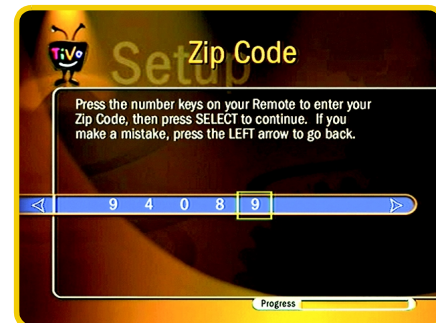 TiVo
Setup
Zip Code
Press the number keys on your Remote to enter your
Zip Code, then press SELECT to continue.  If you
make a mistake, press the LEFT arrow to go back.
9 4 0 8 9
Progress